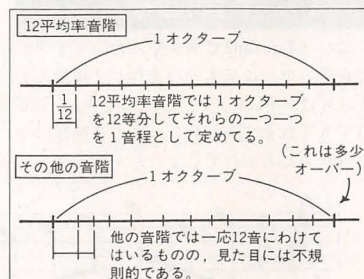 12平均率音階
1オクターブ
1/12
12平均率音階では1オクターブ
を12等分してそれらの一つ一つ
を1音程として定めてる。
(これは多少
オーバー)
その他の音階
1オクターブ
他の音階では一応12音にわけて
はいるものの，見た目には不規
則的である。